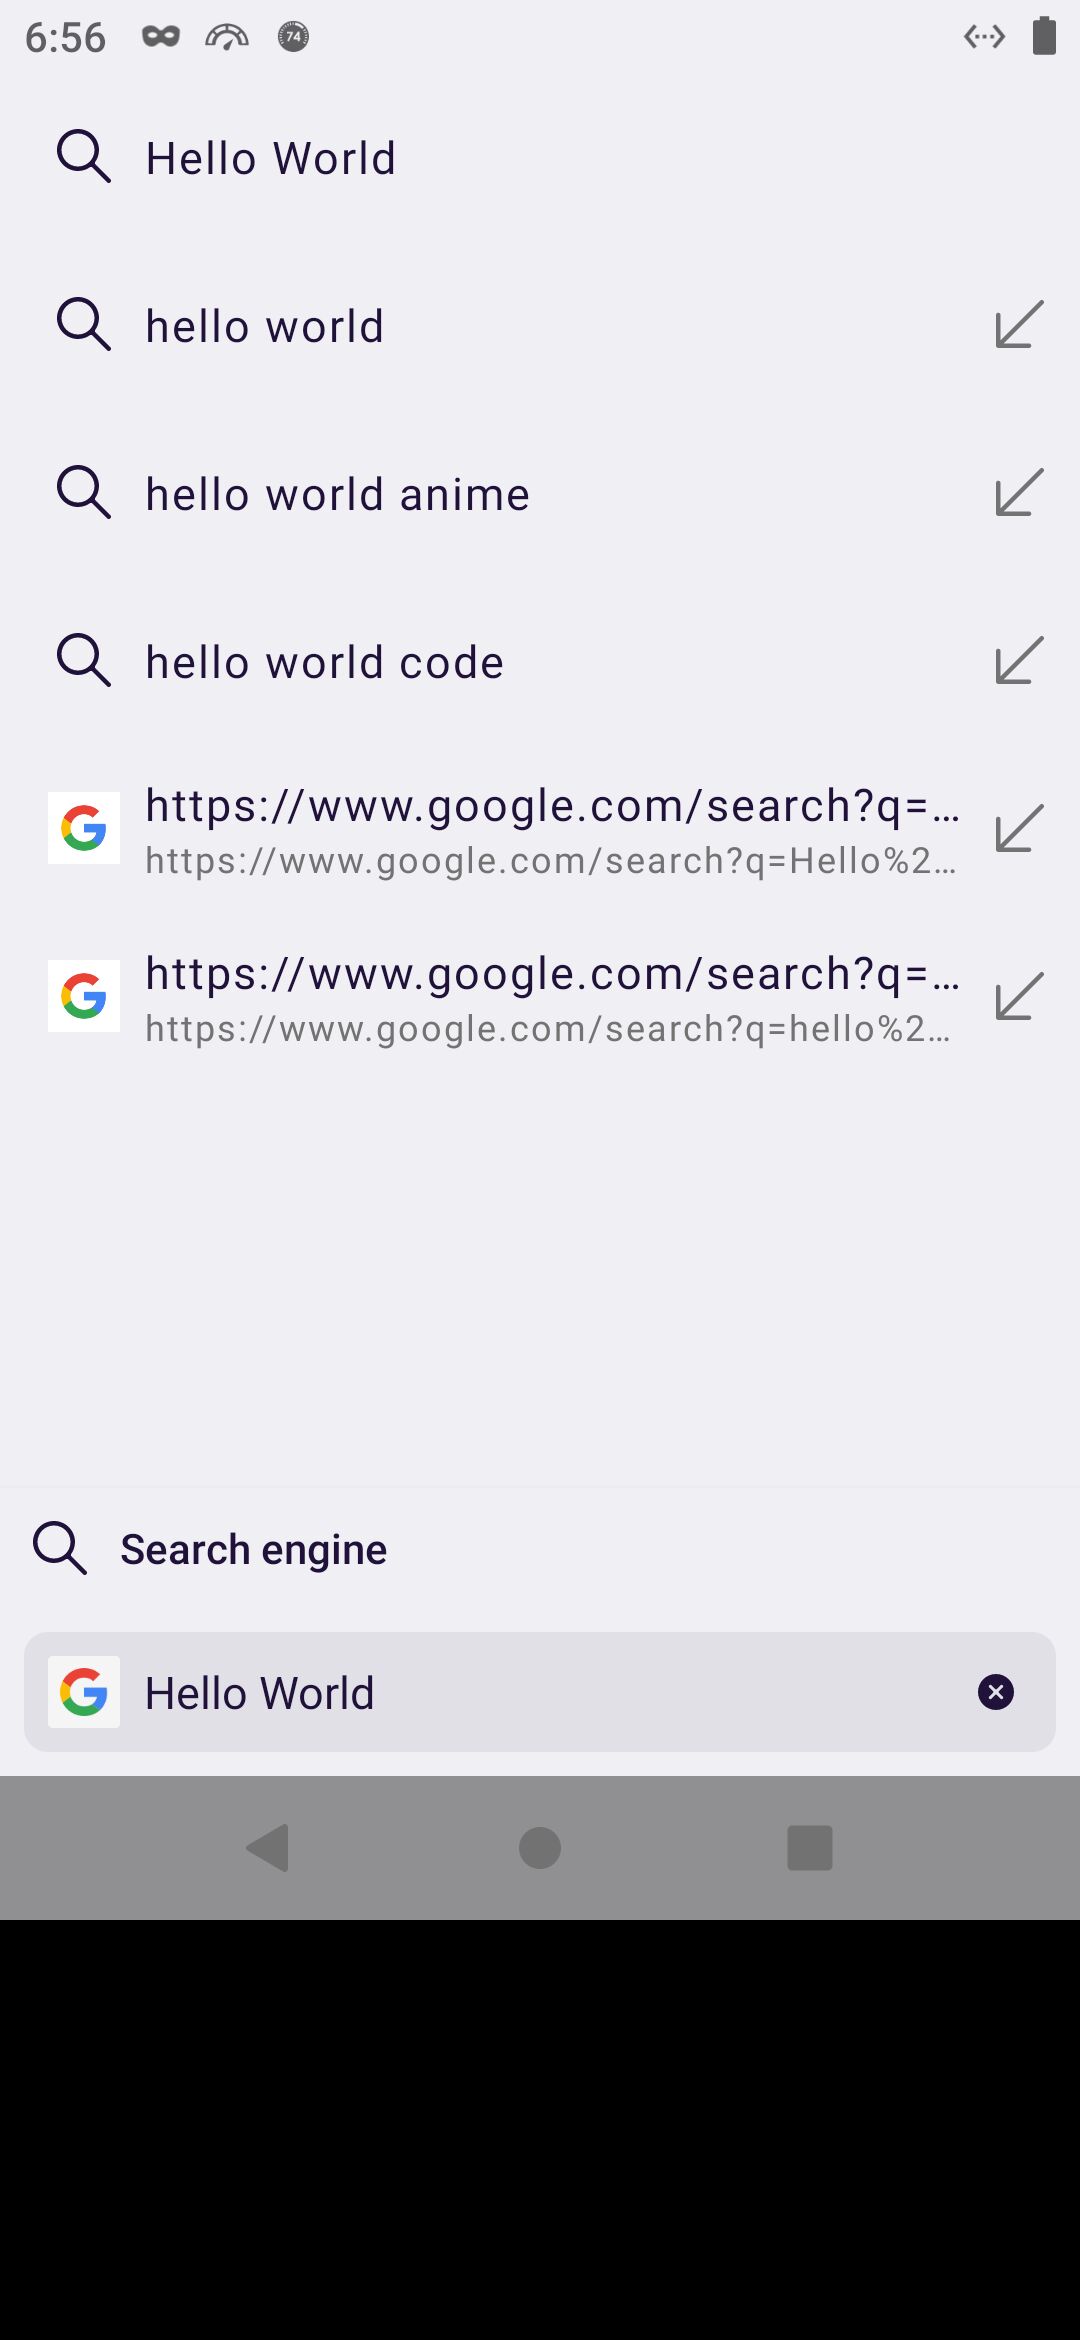 6:56
74
Hello World
hello world
hello world anime
hello world code
https://www.google.com/search?q=…
https://www.google.com/search?q=Hello%2…
https://www.google.com/search?q=…
https://www.google.com/search?q=hello%2…
Search engine
Hello World